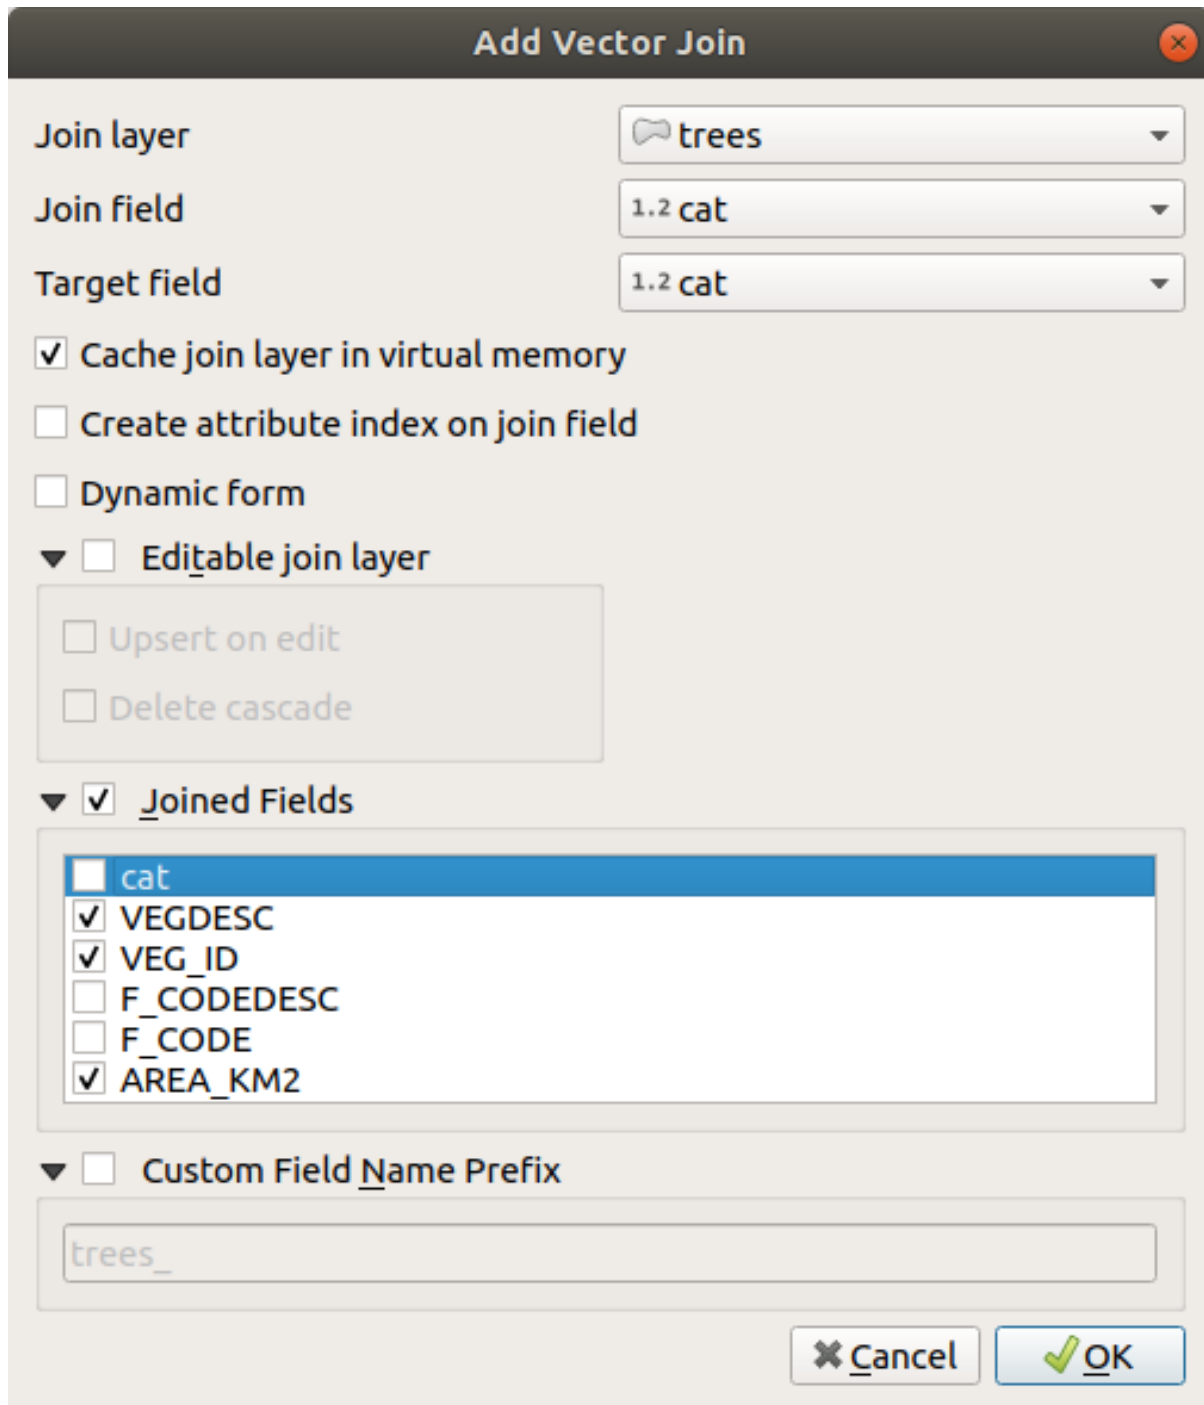 Add Vector Join
Join layer trees
Join field 1.2 cat
Target field 1.2 cat
Cache join layer in virtual memory
Create attribute index on join field
Dynamic form
Editable join layer
Upsert on edit
Delete cascade
Joined Fields
cat
VEGDESC
VEG_ID
F_CODEDESC
F_CODE
AREA_KM2
Custom Field Name Prefix
trees_
Cancel OK